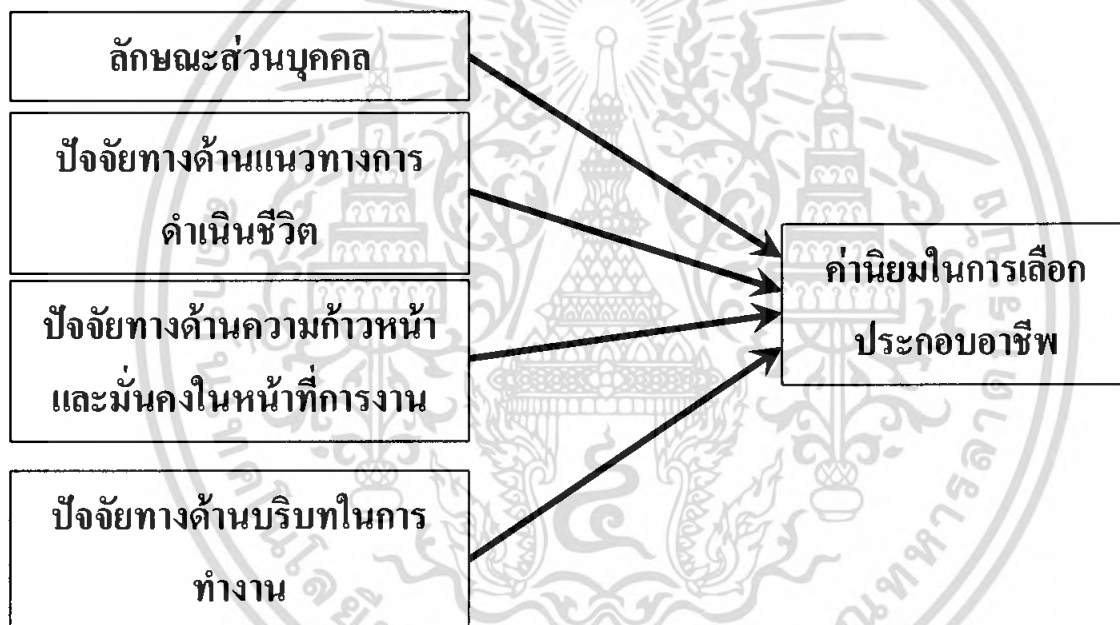 ลักษณะส่วนบุคคล
ปัจจัยทางด้านแนวทางการ
ดำเนินชีวิต
ปัจจัยทางด้านความก้าวหน้า
และมั่นคงในหน้าที่การงาน
ปัจจัยทางด้านบริบทในการ
ทำงาน
ค่านิยมในการเลือก
ประกอบอาชีพ